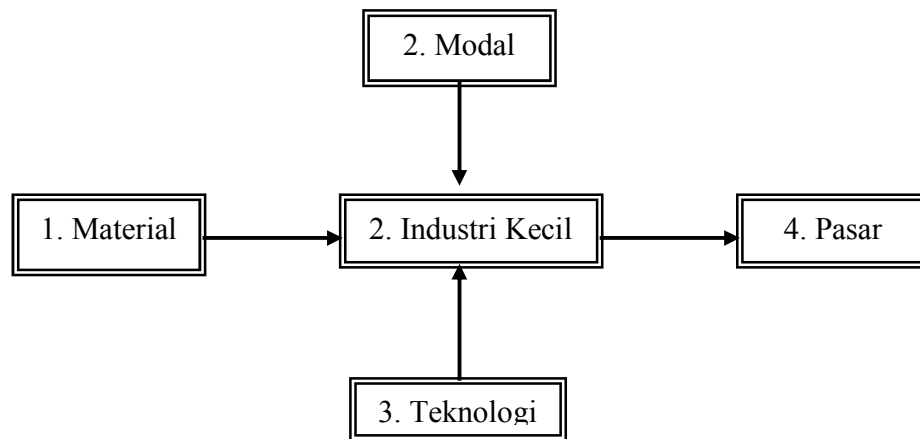 2. Modal
1. Material
2. Industri Kecil
4. Pasar
3. Teknologi